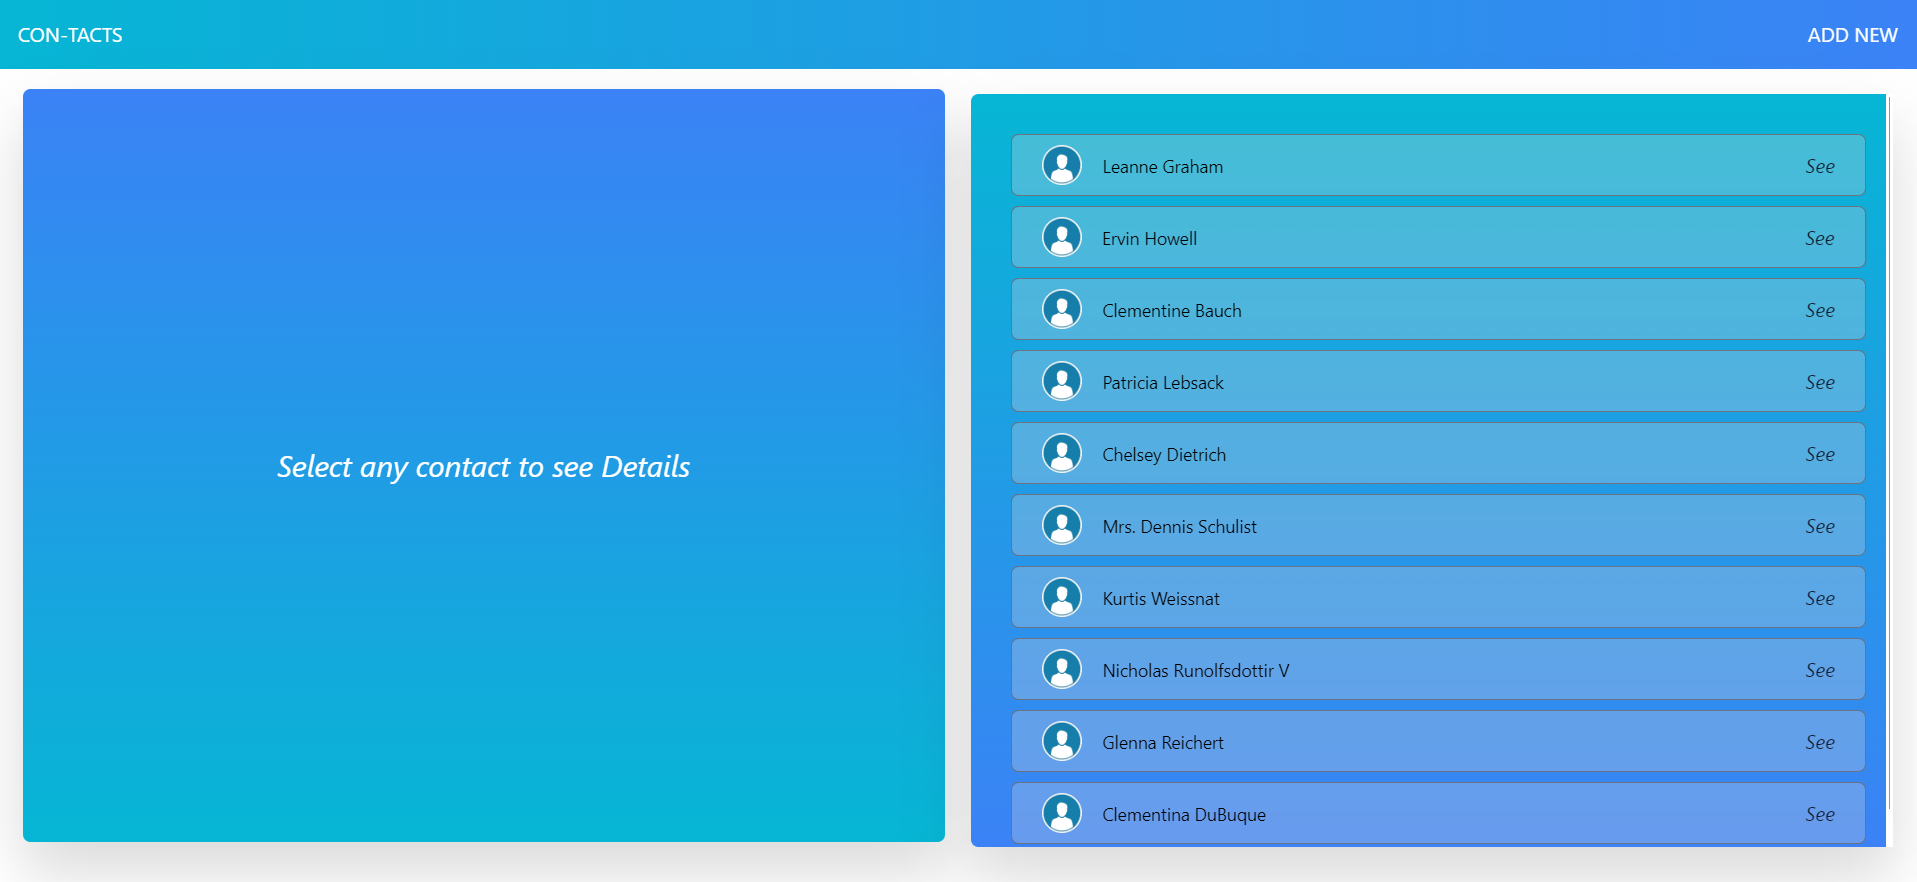 CON-TACTS
ADD NEW
Select any contact to see Details
Leanne Graham See
Ervin Howell See
Clementine Bauch See
Patricia Lebsack See
Chelsey Dietrich See
Mrs. Dennis Schulist See
Kurtis Weissnat See
Nicholas Runolfsdottir V See
Glenna Reichert See
Clementina DuBuque See